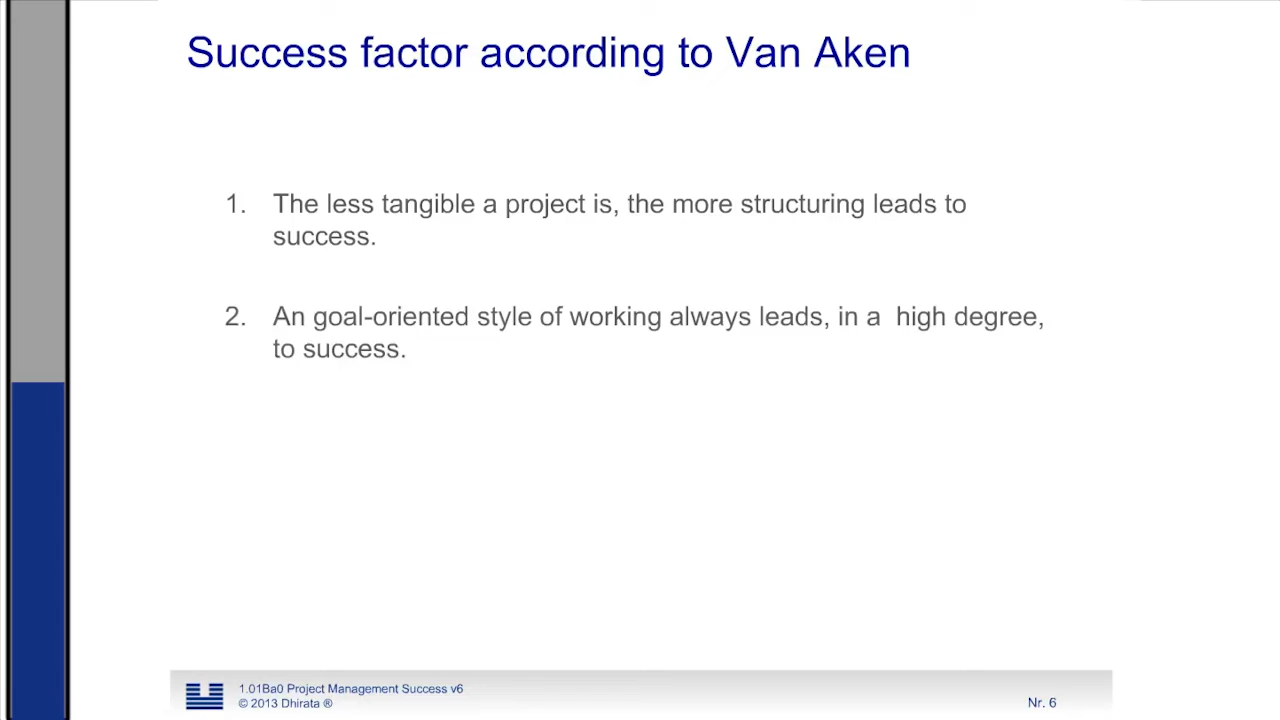 Success factor according to Van Aken
1. The less tangible a project is, the more structuring leads to
success.
2. An goal-oriented style of working always leads, in a  high degree,
to success.
1.01Ba0 Project Management Success v6
© 2013 Dhirata ®
Nr. 6